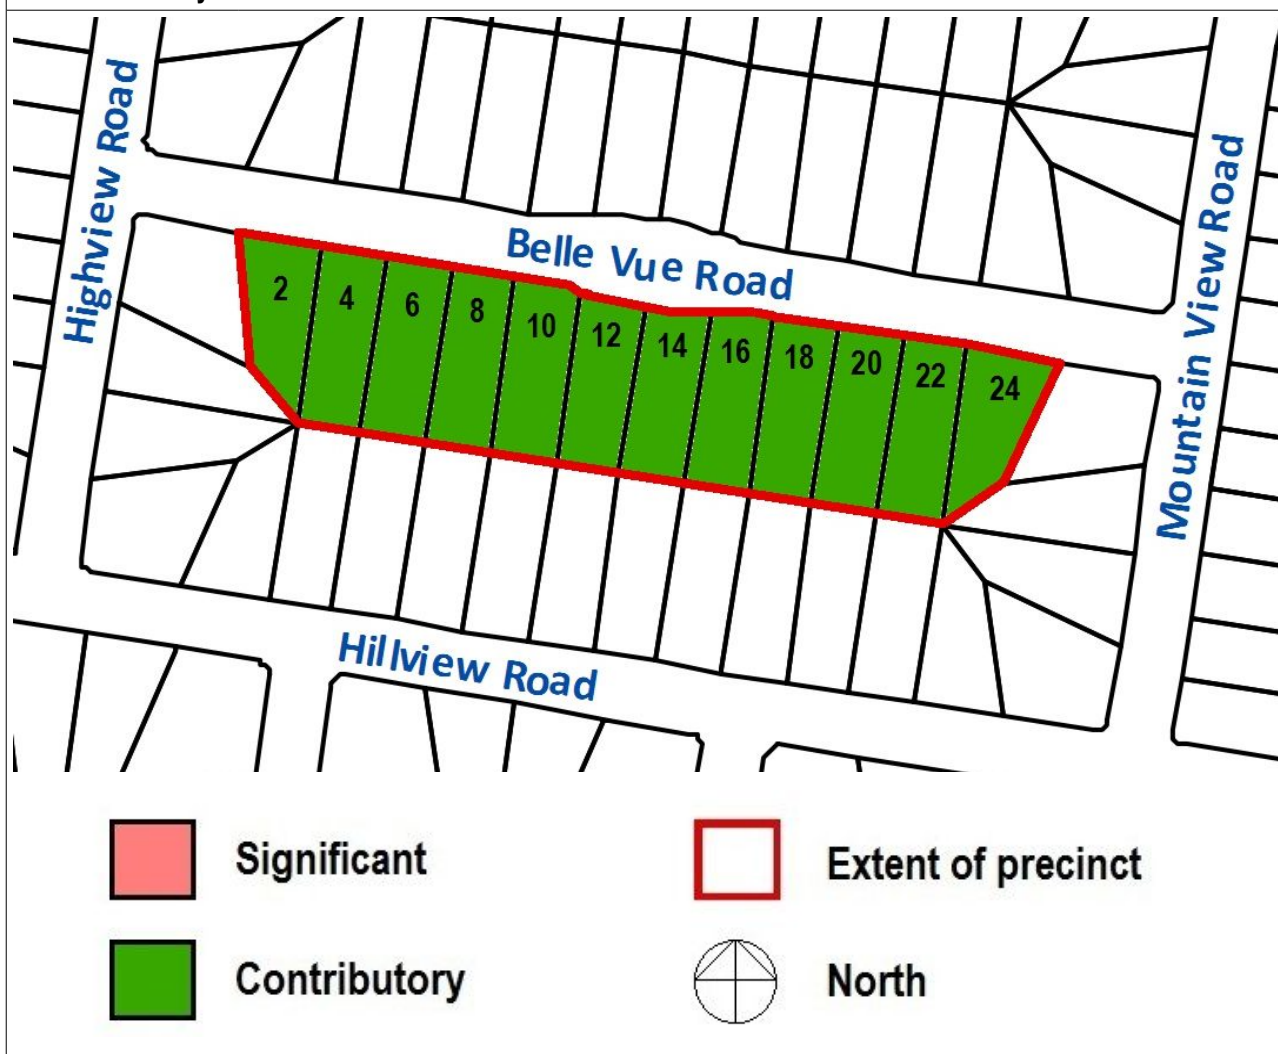 Highview Road
Belle Vue Road
Mountain View Road
2
4
6
8
10
12
14
16
18
20
22
24
Hillview Road
Significant
Extent of precinct
Contributory
North